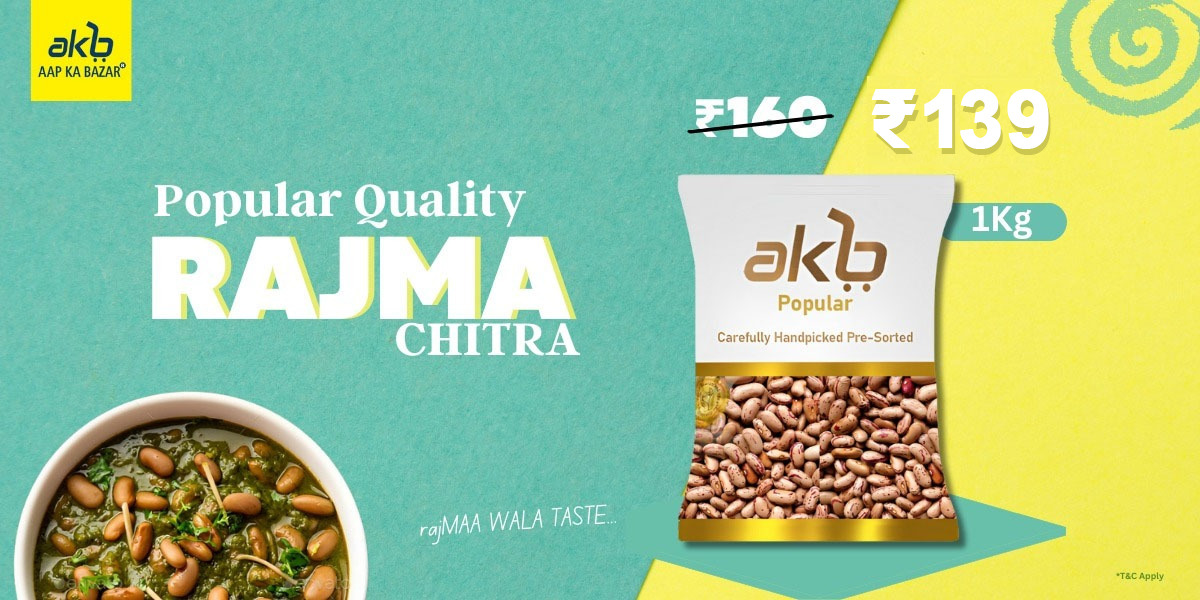 akb
AAP KA BAZAR
₹160 ₹139
1Kg
Popular Quality
RAJMA
CHITRA
akb
Popular
Carefully Handpicked Pre-Sorted
rajMAA WALA TASTE...
*T&C Apply